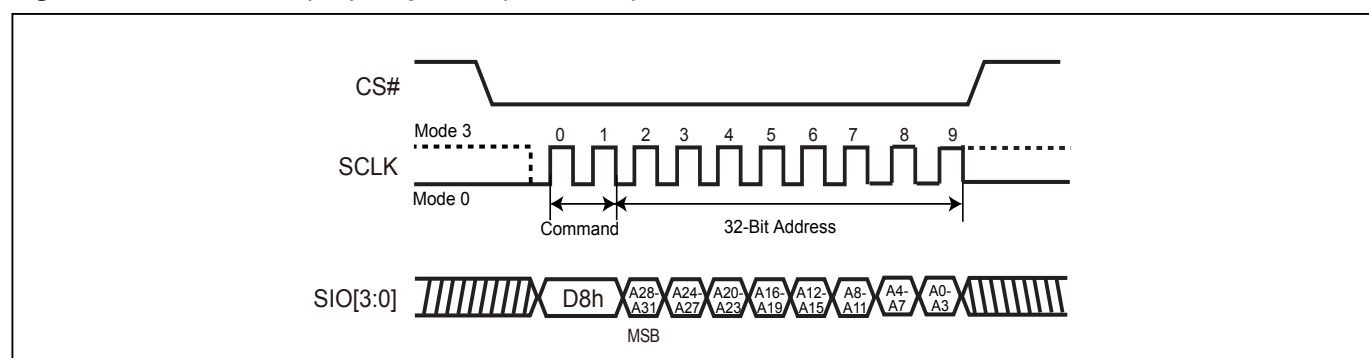 CS#
Mode 3
0 1 2 3 4 5 6 7 8 9
SCLK
Mode 0
Command
32-Bit Address
SIO[3:0]
D8h
A28-
A31
A24-
A27
A20-
A23
A16-
A19
A12-
A15
A8-
A11
A4-
A7
A0-
A3
MSB